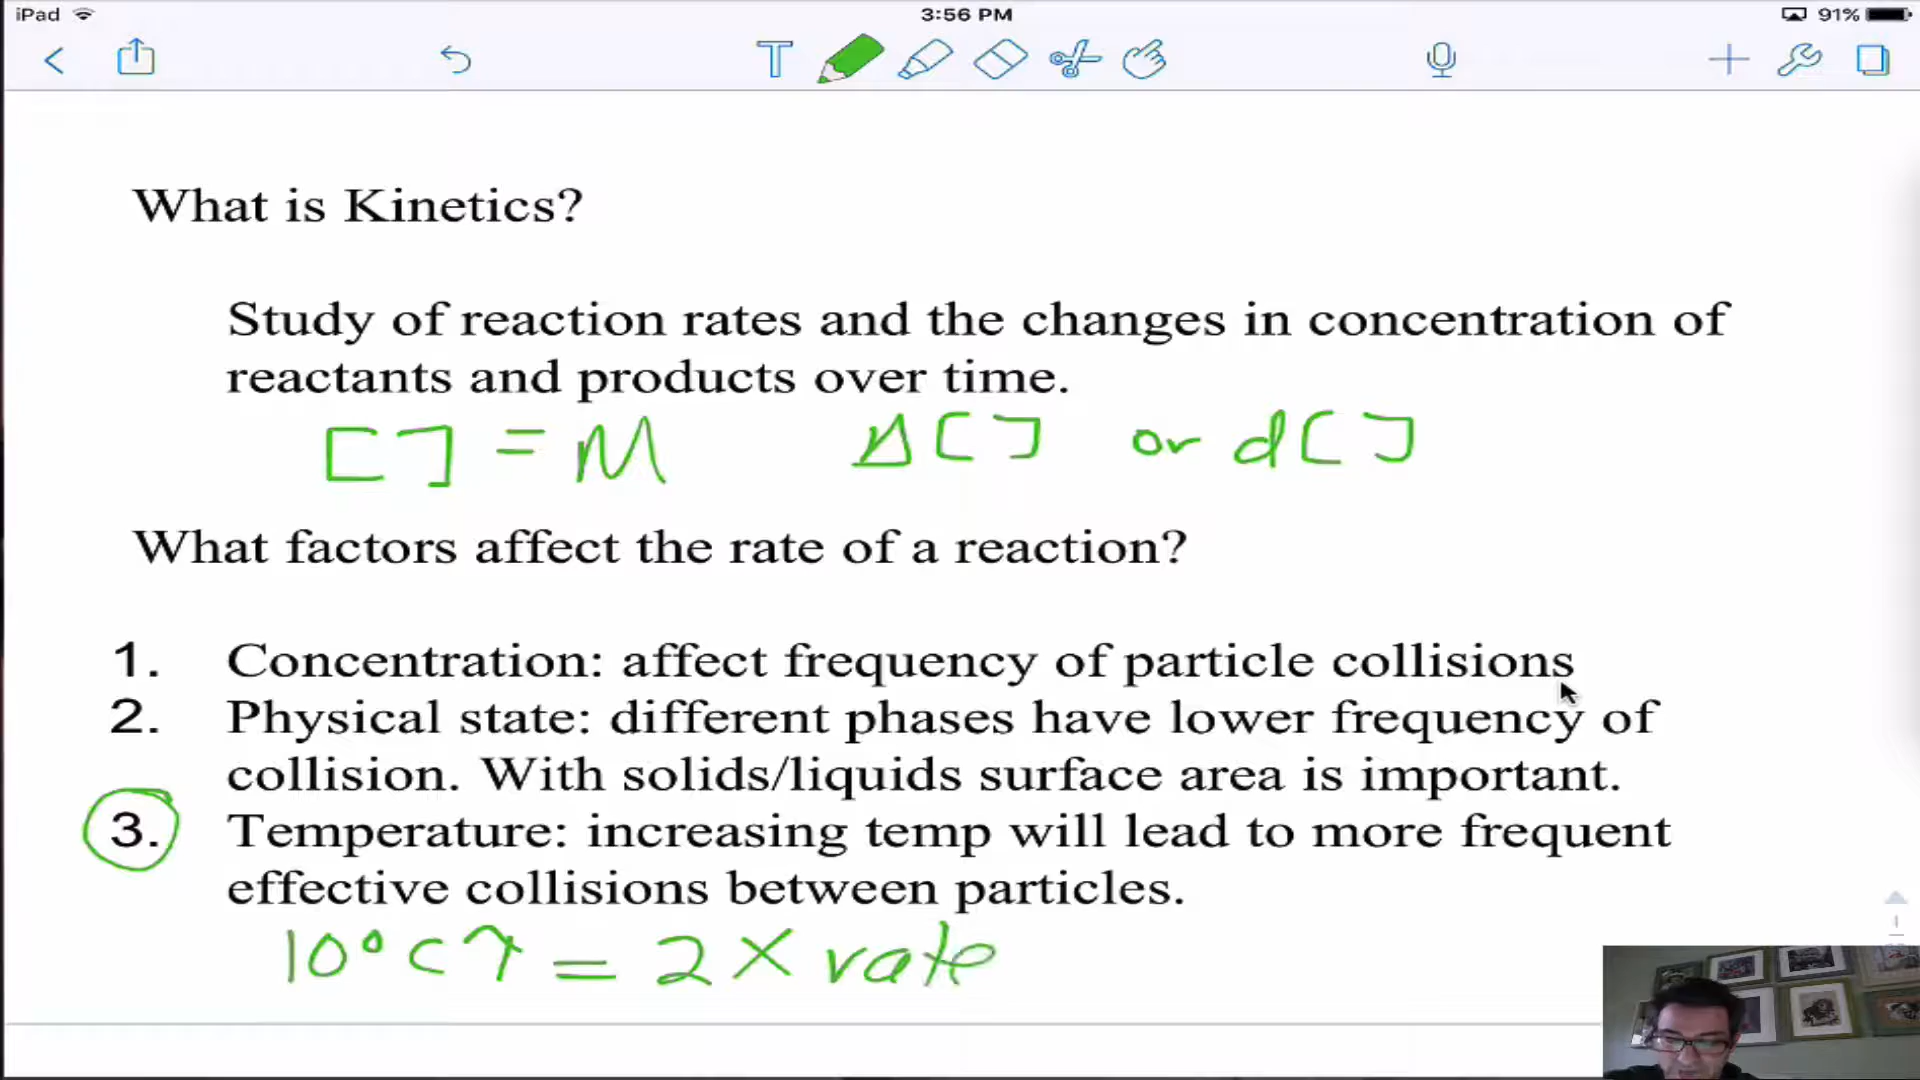 iPad 3:56 PM 91%
T
What is Kinetics?
Study of reaction rates and the changes in concentration of
reactants and products over time.
[ ] = M Δ[ ] or d[ ]
What factors affect the rate of a reaction?
1. Concentration: affect frequency of particle collisions
2. Physical state: different phases have lower frequency of
collision. With solids/liquids surface area is important.
3. Temperature: increasing temp will lead to more frequent
effective collisions between particles.
10°C↑ = 2 X rate